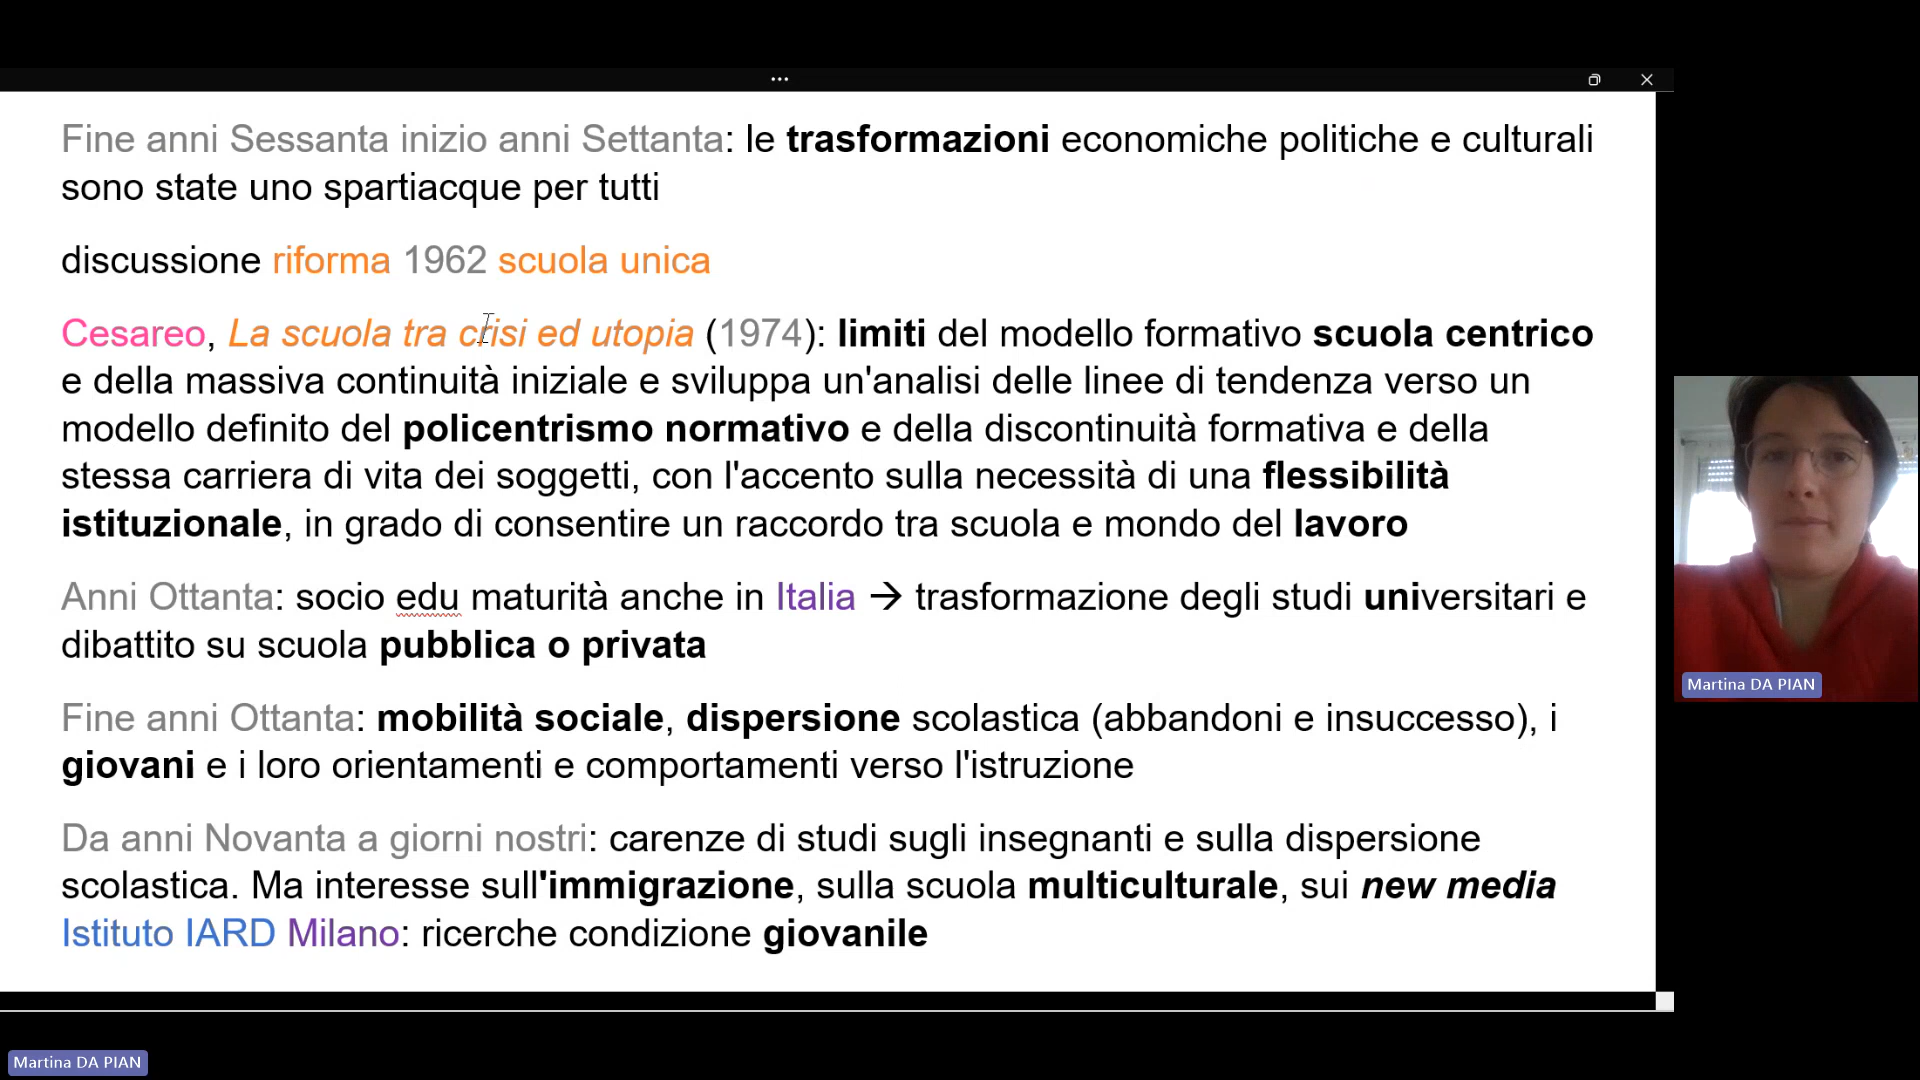 Fine anni Sessanta inizio anni Settanta: le trasformazioni economiche politiche e culturali
sono state uno spartiacque per tutti
discussione riforma 1962 scuola unica
Cesareo, La scuola tra crisi ed utopia (1974): limiti del modello formativo scuola centrico
e della massiva continuità iniziale e sviluppa un'analisi delle linee di tendenza verso un
modello definito del policentrismo normativo e della discontinuità formativa e della
stessa carriera di vita dei soggetti, con l'accento sulla necessità di una flessibilità
istituzionale, in grado di consentire un raccordo tra scuola e mondo del lavoro
Anni Ottanta: socio edu maturità anche in Italia → trasformazione degli studi universitari e
dibattito su scuola pubblica o privata
Fine anni Ottanta: mobilità sociale, dispersione scolastica (abbandoni e insuccesso), i
giovani e i loro orientamenti e comportamenti verso l'istruzione
Da anni Novanta a giorni nostri: carenze di studi sugli insegnanti e sulla dispersione
scolastica. Ma interesse sull'immigrazione, sulla scuola multiculturale, sui new media
Istituto IARD Milano: ricerche condizione giovanile
Martina DA PIAN
Martina DA PIAN